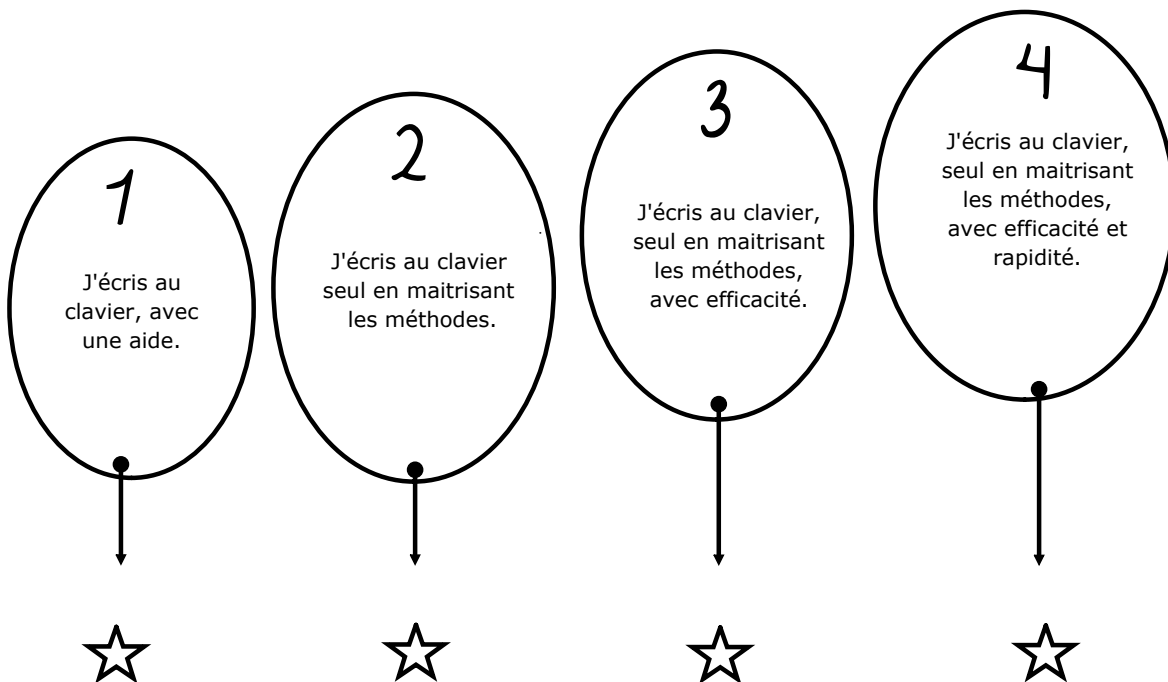 1
J'écris au
clavier, avec
une aide.
2
J'écris au clavier
seul en maitrisant
les méthodes.
3
J'écris au clavier,
seul en maitrisant
les méthodes,
avec efficacité.
4
J'écris au clavier,
seul en maitrisant
les méthodes,
avec efficacité et
rapidité.